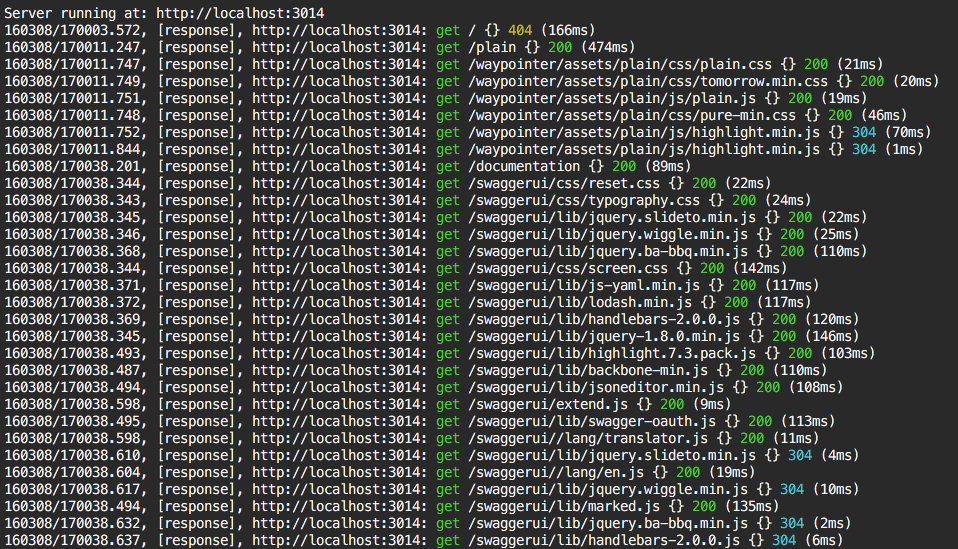 Server running at: http://localhost:3014
160308/170003.572, [response], http://localhost:3014: get / {} 404 (166ms)
160308/170011.247, [response], http://localhost:3014: get /plain {} 200 (474ms)
160308/170011.747, [response], http://localhost:3014: get /waypointer/assets/plain/css/plain.css {} 200 (21ms)
160308/170011.749, [response], http://localhost:3014: get /waypointer/assets/plain/css/tomorrow.min.css {} 200 (20ms)
160308/170011.751, [response], http://localhost:3014: get /waypointer/assets/plain/js/plain.js {} 200 (19ms)
160308/170011.748, [response], http://localhost:3014: get /waypointer/assets/plain/css/pure-min.css {} 200 (46ms)
160308/170011.752, [response], http://localhost:3014: get /waypointer/assets/plain/js/highlight.min.js {} 304 (70ms)
160308/170011.844, [response], http://localhost:3014: get /waypointer/assets/plain/js/highlight.min.js {} 304 (1ms)
160308/170038.201, [response], http://localhost:3014: get /documentation {} 200 (89ms)
160308/170038.344, [response], http://localhost:3014: get /swaggerui/css/reset.css {} 200 (22ms)
160308/170038.343, [response], http://localhost:3014: get /swaggerui/css/typography.css {} 200 (24ms)
160308/170038.345, [response], http://localhost:3014: get /swaggerui/lib/jquery.slideto.min.js {} 200 (22ms)
160308/170038.346, [response], http://localhost:3014: get /swaggerui/lib/jquery.wiggle.min.js {} 200 (25ms)
160308/170038.368, [response], http://localhost:3014: get /swaggerui/lib/jquery.ba-bbq.min.js {} 200 (110ms)
160308/170038.344, [response], http://localhost:3014: get /swaggerui/css/screen.css {} 200 (142ms)
160308/170038.371, [response], http://localhost:3014: get /swaggerui/lib/js-yaml.min.js {} 200 (117ms)
160308/170038.372, [response], http://localhost:3014: get /swaggerui/lib/lodash.min.js {} 200 (117ms)
160308/170038.369, [response], http://localhost:3014: get /swaggerui/lib/handlebars-2.0.0.js {} 200 (120ms)
160308/170038.345, [response], http://localhost:3014: get /swaggerui/lib/jquery-1.8.0.min.js {} 200 (146ms)
160308/170038.493, [response], http://localhost:3014: get /swaggerui/lib/highlight.7.3.pack.js {} 200 (103ms)
160308/170038.487, [response], http://localhost:3014: get /swaggerui/lib/backbone-min.js {} 200 (110ms)
160308/170038.494, [response], http://localhost:3014: get /swaggerui/lib/jsoneditor.min.js {} 200 (108ms)
160308/170038.598, [response], http://localhost:3014: get /swaggerui/extend.js {} 200 (9ms)
160308/170038.495, [response], http://localhost:3014: get /swaggerui/lib/swagger-oauth.js {} 200 (113ms)
160308/170038.598, [response], http://localhost:3014: get /swaggerui//lang/translator.js {} 200 (11ms)
160308/170038.610, [response], http://localhost:3014: get /swaggerui/lib/jquery.slideto.min.js {} 304 (4ms)
160308/170038.604, [response], http://localhost:3014: get /swaggerui//lang/en.js {} 200 (19ms)
160308/170038.617, [response], http://localhost:3014: get /swaggerui/lib/jquery.wiggle.min.js {} 304 (10ms)
160308/170038.494, [response], http://localhost:3014: get /swaggerui/lib/marked.js {} 200 (135ms)
160308/170038.632, [response], http://localhost:3014: get /swaggerui/lib/jquery.ba-bbq.min.js {} 304 (2ms)
160308/170038.637, [response], http://localhost:3014: get /swaggerui/lib/handlebars-2.0.0.js {} 304 (6ms)